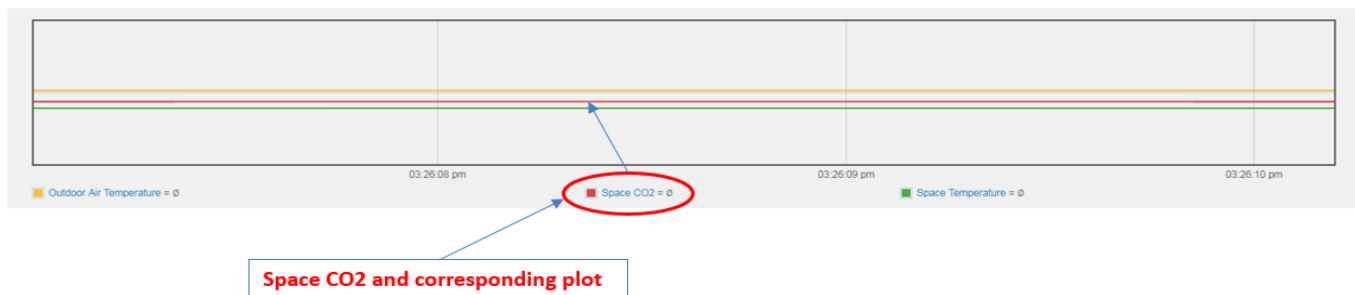 03:26:08 pm 03:26:09 pm 03:26:10 pm
Outdoor Air Temperature = Ø Space CO2 = Ø Space Temperature = Ø
Space CO2 and corresponding plot